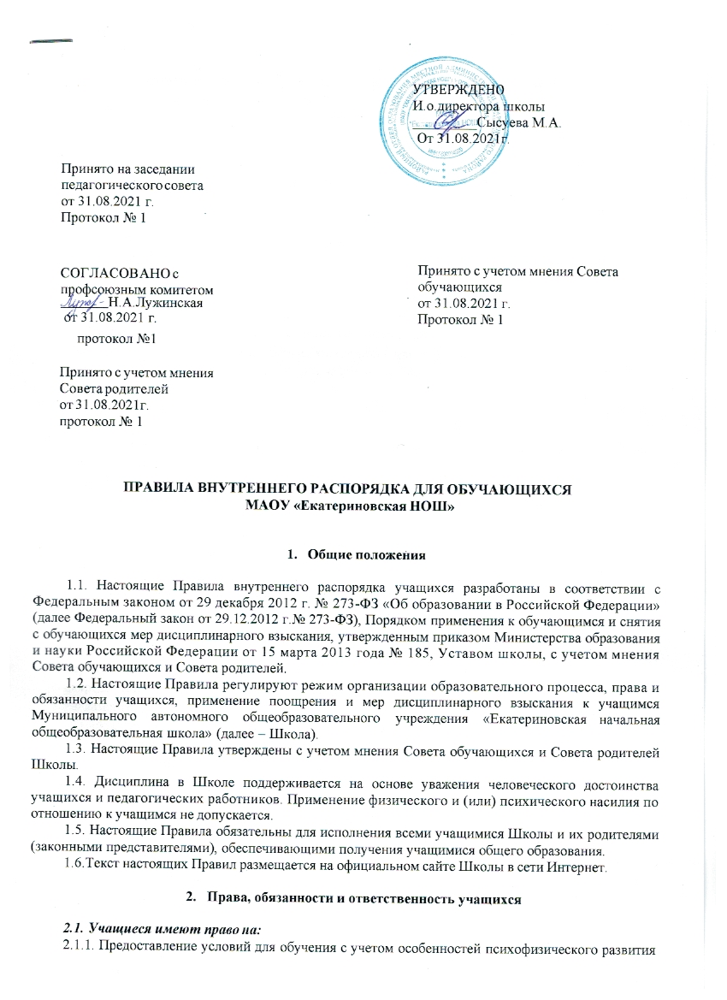 УТВЕРЖДЕНО
И.о.директора школы
Сысуева М.А.
От 31.08.2021г.
Принято на заседании
педагогического совета
от 31.08.2021 г.
Протокол № 1
СОГЛАСОВАНО с
профсоюзным комитетом
Н.А.Лужинская
от 31.08.2021 г.
протокол №1
Принято с учетом мнения Совета
обучающихся
от 31.08.2021 г.
Протокол № 1
Принято с учетом мнения
Совета родителей
от 31.08.2021г.
протокол № 1
ПРАВИЛА ВНУТРЕННЕГО РАСПОРЯДКА ДЛЯ ОБУЧАЮЩИХСЯ
МАОУ «Екатериновская НОШ»
1. Общие положения
1.1. Настоящие Правила внутреннего распорядка учащихся разработаны в соответствии с
Федеральным законом от 29 декабря 2012 г. № 273-ФЗ «Об образовании в Российской Федерации»
(далее Федеральный закон от 29.12.2012 г.№ 273-ФЗ), Порядком применения к обучающимся и снятия
с обучающихся мер дисциплинарного взыскания, утвержденным приказом Министерства образования
и науки Российской Федерации от 15 марта 2013 года № 185, Уставом школы, с учетом мнения
Совета обучающихся и Совета родителей.
1.2. Настоящие Правила регулируют режим организации образовательного процесса, права и
обязанности учащихся, применение поощрения и мер дисциплинарного взыскания к учащимся
Муниципального автономного общеобразовательного учреждения «Екатериновская начальная
общеобразовательная школа» (далее – Школа).
1.3. Настоящие Правила утверждены с учетом мнения Совета обучающихся и Совета родителей
Школы.
1.4. Дисциплина в Школе поддерживается на основе уважения человеческого достоинства
учащихся и педагогических работников. Применение физического и (или) психического насилия по
отношению к учащимся не допускается.
1.5. Настоящие Правила обязательны для исполнения всеми учащимися Школы и их родителями
(законными представителями), обеспечивающими получения учащимися общего образования.
1.6.Текст настоящих Правил размещается на официальном сайте Школы в сети Интернет.
2. Права, обязанности и ответственность учащихся
2.1. Учащиеся имеют право на:
2.1.1. Предоставление условий для обучения с учетом особенностей психофизического развития